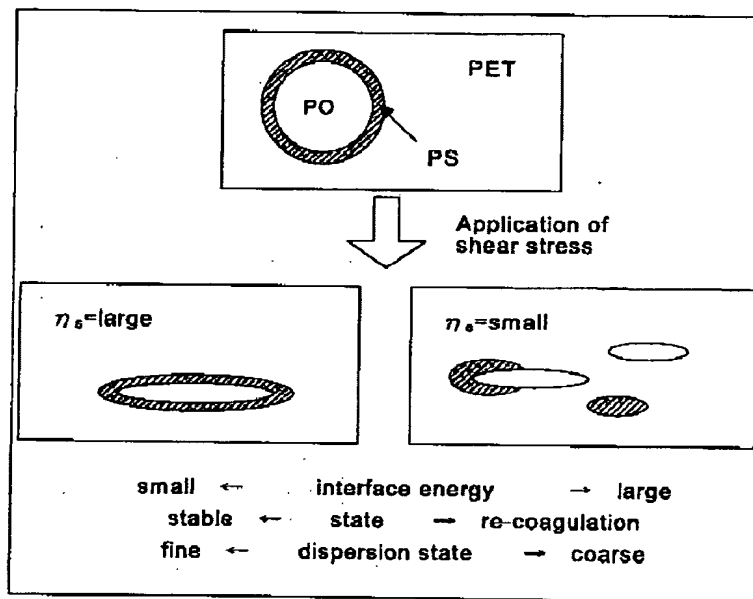 PET
PO
PS
Application of
shear stress
η s=large
η s=small
small ← interface energy → large
stable ← state → re-coagulation
fine ← dispersion state → coarse